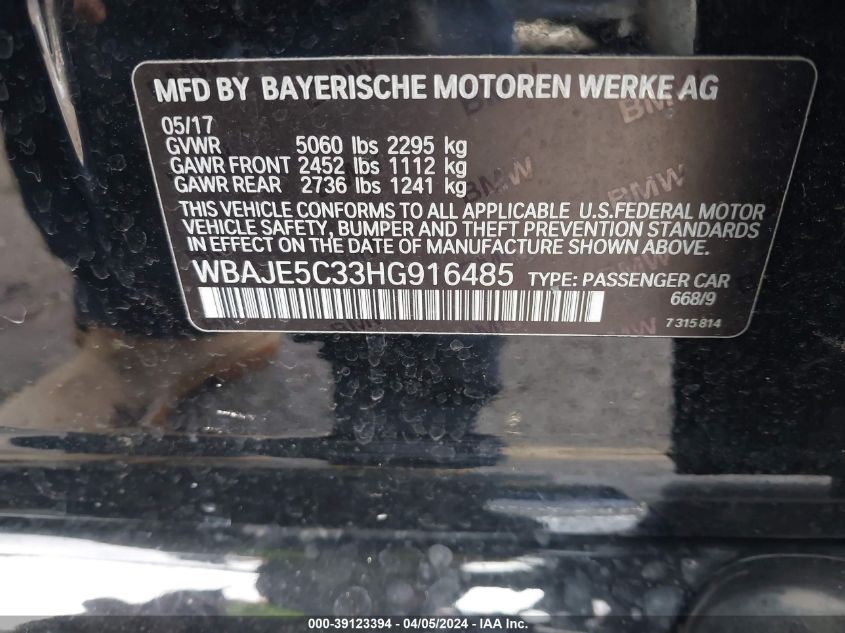 MFD BY BAYERISCHE MOTOREN WERKE AG
05/17
GVWR 5060 lbs 2295 kg
GAWR FRONT 2452 lbs 1112 kg
GAWR REAR 2736 lbs 1241 kg
THIS VEHICLE CONFORMS TO ALL APPLICABLE U.S.FEDERAL MOTOR
VEHICLE SAFETY, BUMPER AND THEFT PREVENTION STANDARDS
IN EFFECT ON THE DATE OF MANUFACTURE SHOWN ABOVE.
WBAJE5C33HG916485 TYPE: PASSENGER CAR
668/9
7 315 814
000-39123394 - 04/05/2024 - IAA Inc.